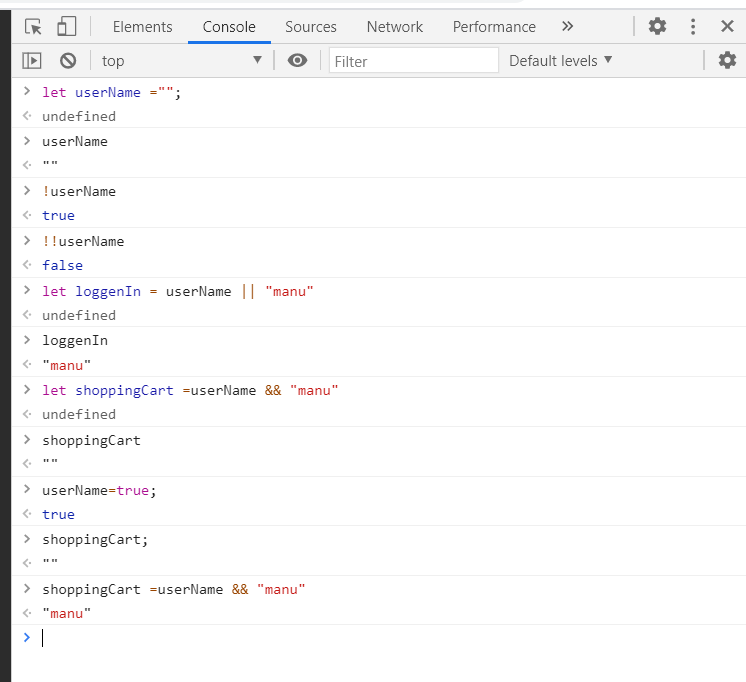 Elements Console Sources Network Performance »
top ▼ Filter Default levels ▼
> let userName ="";
< undefined
> userName
< ""
> !userName
< true
> !!userName
< false
> let loggenIn = userName || "manu"
< undefined
> loggenIn
< "manu"
> let shoppingCart =userName && "manu"
< undefined
> shoppingCart
< ""
> userName=true;
< true
> shoppingCart;
< ""
> shoppingCart =userName && "manu"
< "manu"
>